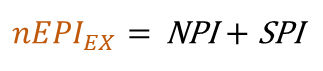 nEPI_EX = NPI + SPI